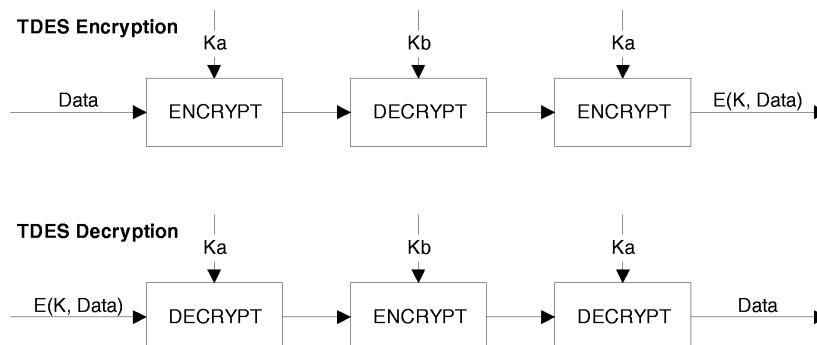 TDES Encryption
Ka
Kb
Ka
Data
ENCRYPT
DECRYPT
ENCRYPT
E(K, Data)
TDES Decryption
Ka
Kb
Ka
E(K, Data)
DECRYPT
ENCRYPT
DECRYPT
Data